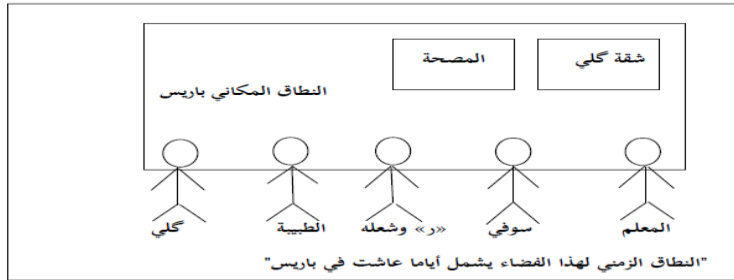 شقة گلي
المصحة
النطاق المكاني باريس
المعلم
سوفي
«ر» وشعله
الطبيبة
گلي
"النطاق الزمني لهذا الفضاء يشمل أياما عاشت في باريس"